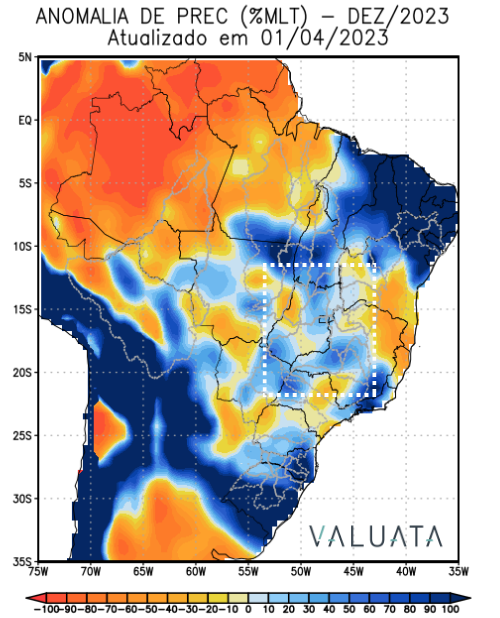 ANOMALIA DE PREC (%MLT) – DEZ/2023
Atualizado em 01/04/2023
5N
EQ
5S
10S
15S
20S
25S
30S
35S
VALUATA
75W 70W 65W 60W 55W 50W 45W 40W 35W
-100-90-80-70-60-50-40-30-20-10 0 10 20 30 40 50 60 70 80 90 100